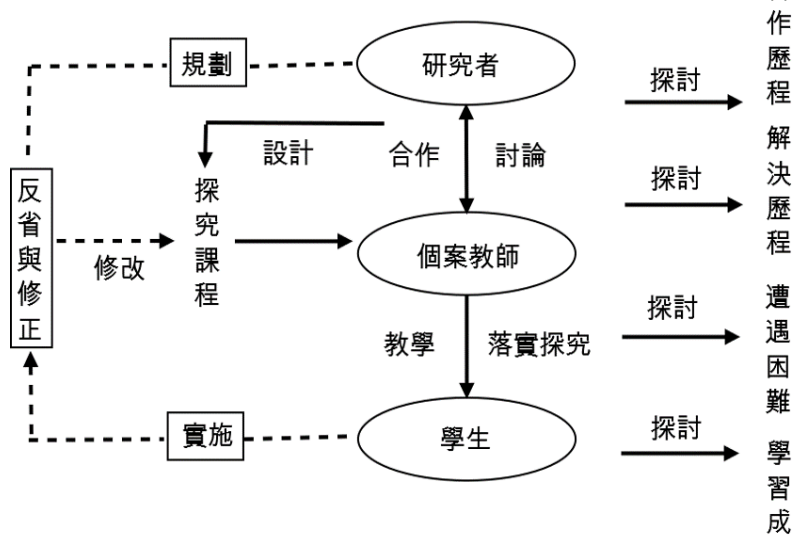 規劃
研究者
探討
作歷程
設計
合作
討論
探討
解決歷程
反省與修正
修改
探究課程
個案教師
探討
遭遇困難
教學
落實探究
實施
學生
探討
學習成